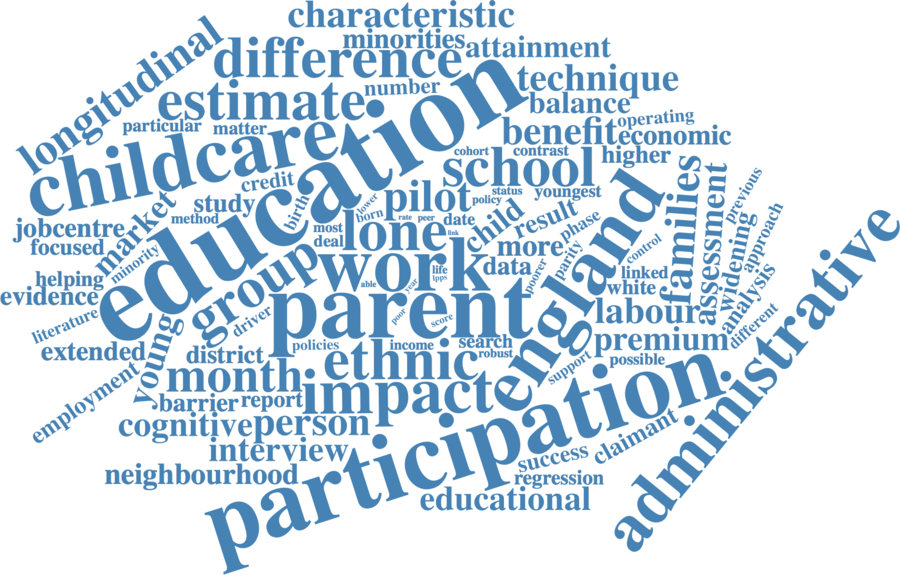 characteristic
minorities
longitudinal
difference
attainment
technique
number
estimate
balance
particular
matter
operating
benefit
economic
childcare
education
cohort
contrast
higher
school
credit
pilot
status
policy
youngest
families
assessment
previous
study
market
method
birth
lower
born
rate
peer
date
child
result
phase
england
jobcentre
focused
most
deal
lone
link
more
parity
control
widening
approach
minority
group
work
life
lpps
able
year
data
poorer
linked
white
helping
evidence
literature
driver
parent
poor
score
labour
analysis
administrative
different
extended
young
district
policies
income
search
robust
premium
possible
support
employment
month
ethnic
impact
barrier
report
participation
cognitive
person
interview
success
claimant
neighbourhood
regression
educational